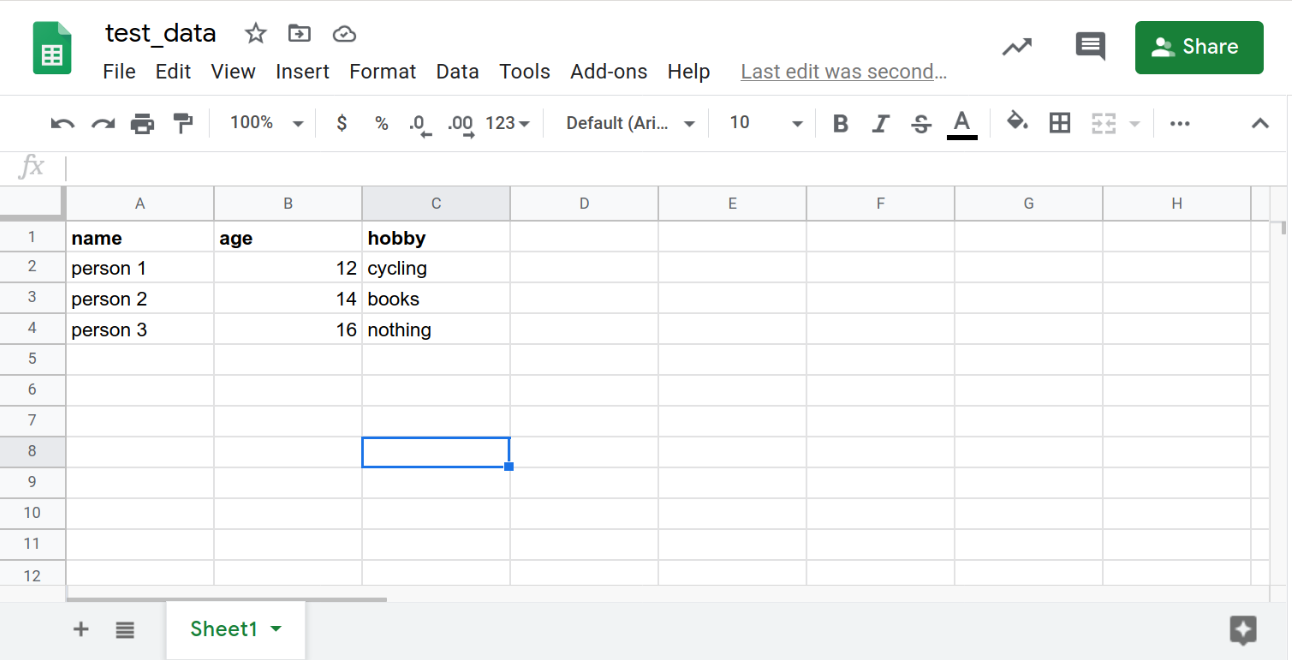 test_data
File Edit View Insert Format Data Tools Add-ons Help Last edit was second...
Share
100% $ % .0 .00 123 Default (Ari... 10 B I S A
fx
A B C D E F G H
1 name age hobby
2 person 1 12 cycling
3 person 2 14 books
4 person 3 16 nothing
5
6
7
8
9
10
11
12
Sheet1